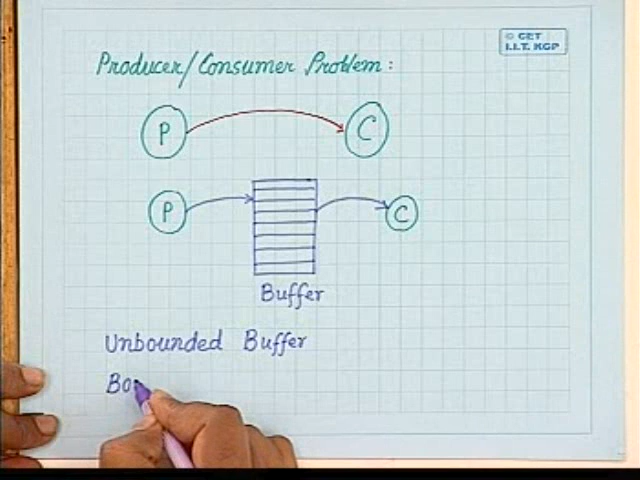 © CET
I.I.T. KGP
Producer/Consumer Problem:
P C
P C
Buffer
Unbounded Buffer
Bo